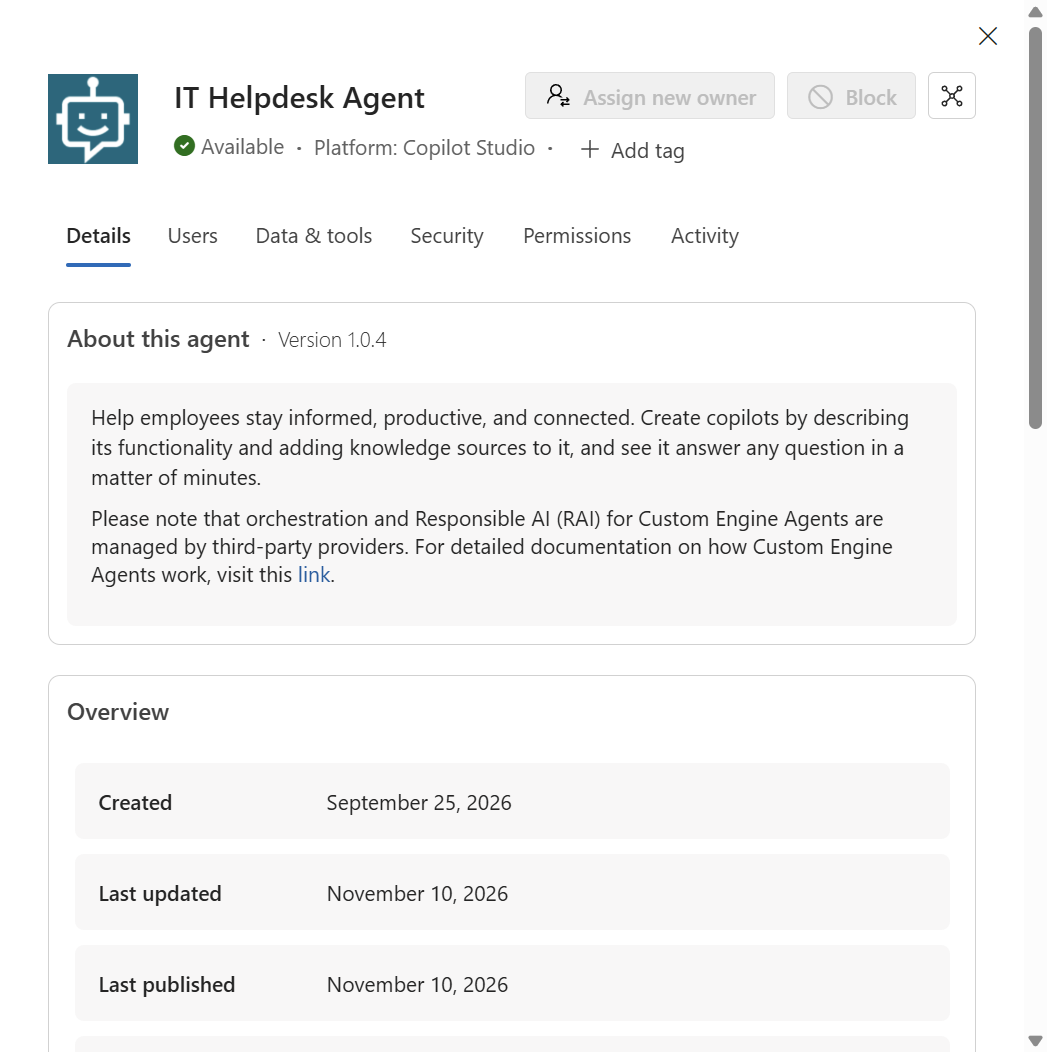 IT Helpdesk Agent
Assign new owner
Block
Available · Platform: Copilot Studio ·
Add tag
Details
Users
Data & tools
Security
Permissions
Activity
About this agent · Version 1.0.4
Help employees stay informed, productive, and connected. Create copilots by describing
its functionality and adding knowledge sources to it, and see it answer any question in a
matter of minutes.
Please note that orchestration and Responsible AI (RAI) for Custom Engine Agents are
managed by third-party providers. For detailed documentation on how Custom Engine
Agents work, visit this link.
Overview
Created September 25, 2026
Last updated November 10, 2026
Last published November 10, 2026